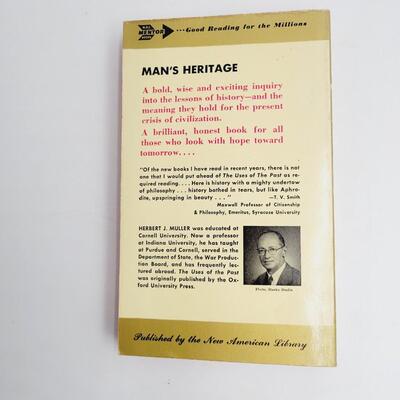 MENTOR
...Good Reading for the Millions
MAN'S HERITAGE
A bold, wise and exciting inquiry
into the lessons of history—and the
meaning they hold for the present
crisis of civilization.
A brilliant, honest book for all
those who look with hope toward
tomorrow....
"Of the new books I have read in recent years, there is not
one that I would put ahead of The Uses of The Past as re-
quired reading. . . . Here is history with a mighty undertow
of philosophy . . . history bathed in tears, but like Aphro-
dite, upspringing in beauty . . . "
—T. V. Smith
Maxwell Professor of Citizenship
& Philosophy, Emeritus, Syracuse University
HERBERT J. MULLER was educated at
Cornell University. Now a professor
at Indiana University, he has taught
at Purdue and Cornell, served in the
Department of State, the War Produc-
tion Board, and has frequently lec-
tured abroad. The Uses of the Past
was originally published by the Ox-
ford University Press.
Photo,
Studio
Published by the New American Library